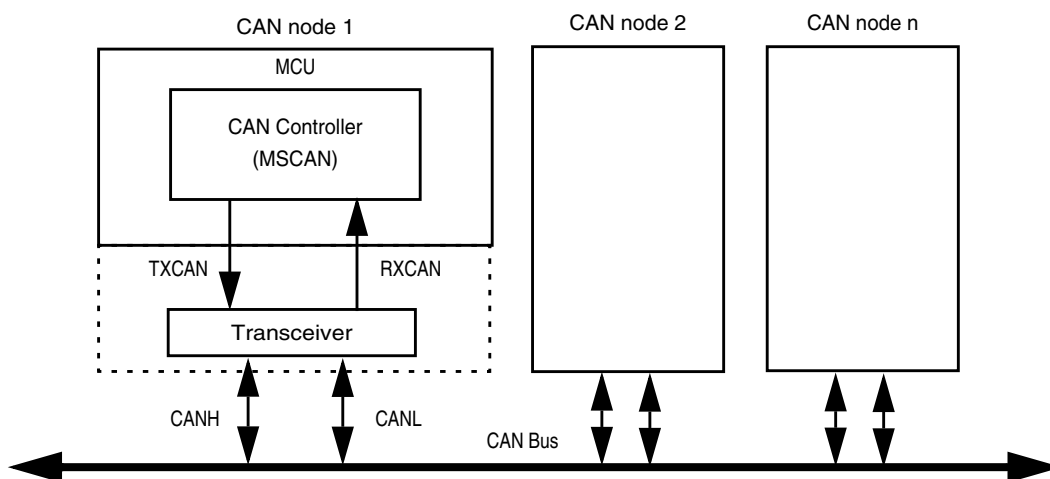 CAN node 1
CAN node 2
CAN node n
MCU
CAN Controller
(MSCAN)
TXCAN
RXCAN
Transceiver
CANH
CANL
CAN Bus